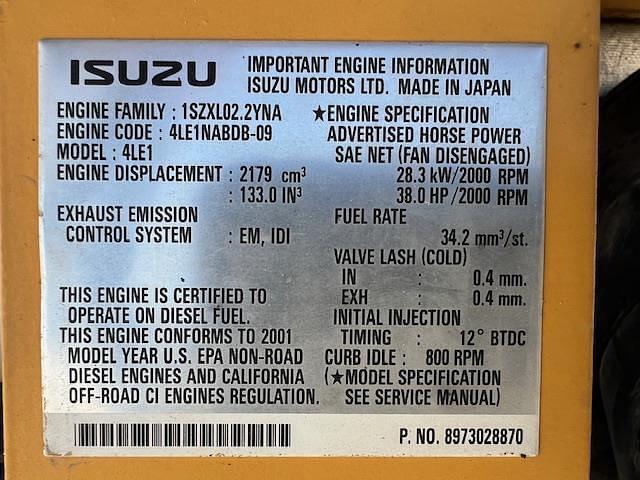 ISUZU
IMPORTANT ENGINE INFORMATION
ISUZU MOTORS LTD. MADE IN JAPAN
ENGINE FAMILY : 1SZXL02.2YNA
ENGINE CODE : 4LE1NABDB-09
MODEL : 4LE1
ENGINE DISPLACEMENT : 2179 cm³
: 133.0 IN³
EXHAUST EMISSION
CONTROL SYSTEM : EM, IDI
THIS ENGINE IS CERTIFIED TO
OPERATE ON DIESEL FUEL.
THIS ENGINE CONFORMS TO 2001
MODEL YEAR U.S. EPA NON-ROAD
DIESEL ENGINES AND CALIFORNIA
OFF-ROAD CI ENGINES REGULATION.
★ENGINE SPECIFICATION
ADVERTISED HORSE POWER
SAE NET (FAN DISENGAGED)
28.3 kW/2000 RPM
38.0 HP/2000 RPM
FUEL RATE
34.2 mm³/st.
VALVE LASH (COLD)
IN : 0.4 mm.
EXH : 0.4 mm.
INITIAL INJECTION
TIMING : 12° BTDC
CURB IDLE : 800 RPM
(★MODEL SPECIFICATION
SEE SERVICE MANUAL)
P. NO. 8973028870